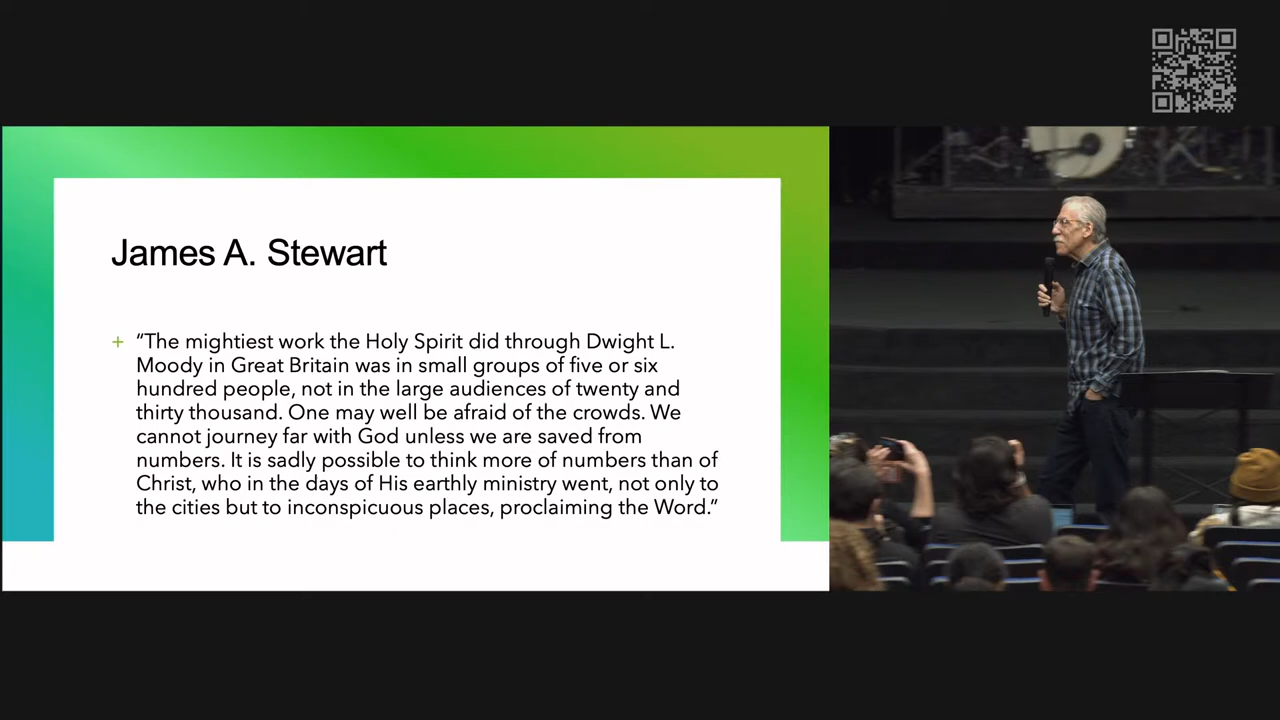 James A. Stewart
+ “The mightiest work the Holy Spirit did through Dwight L.
Moody in Great Britain was in small groups of five or six
hundred people, not in the large audiences of twenty and
thirty thousand. One may well be afraid of the crowds. We
cannot journey far with God unless we are saved from
numbers. It is sadly possible to think more of numbers than of
Christ, who in the days of His earthly ministry went, not only to
the cities but to inconspicuous places, proclaiming the Word.”